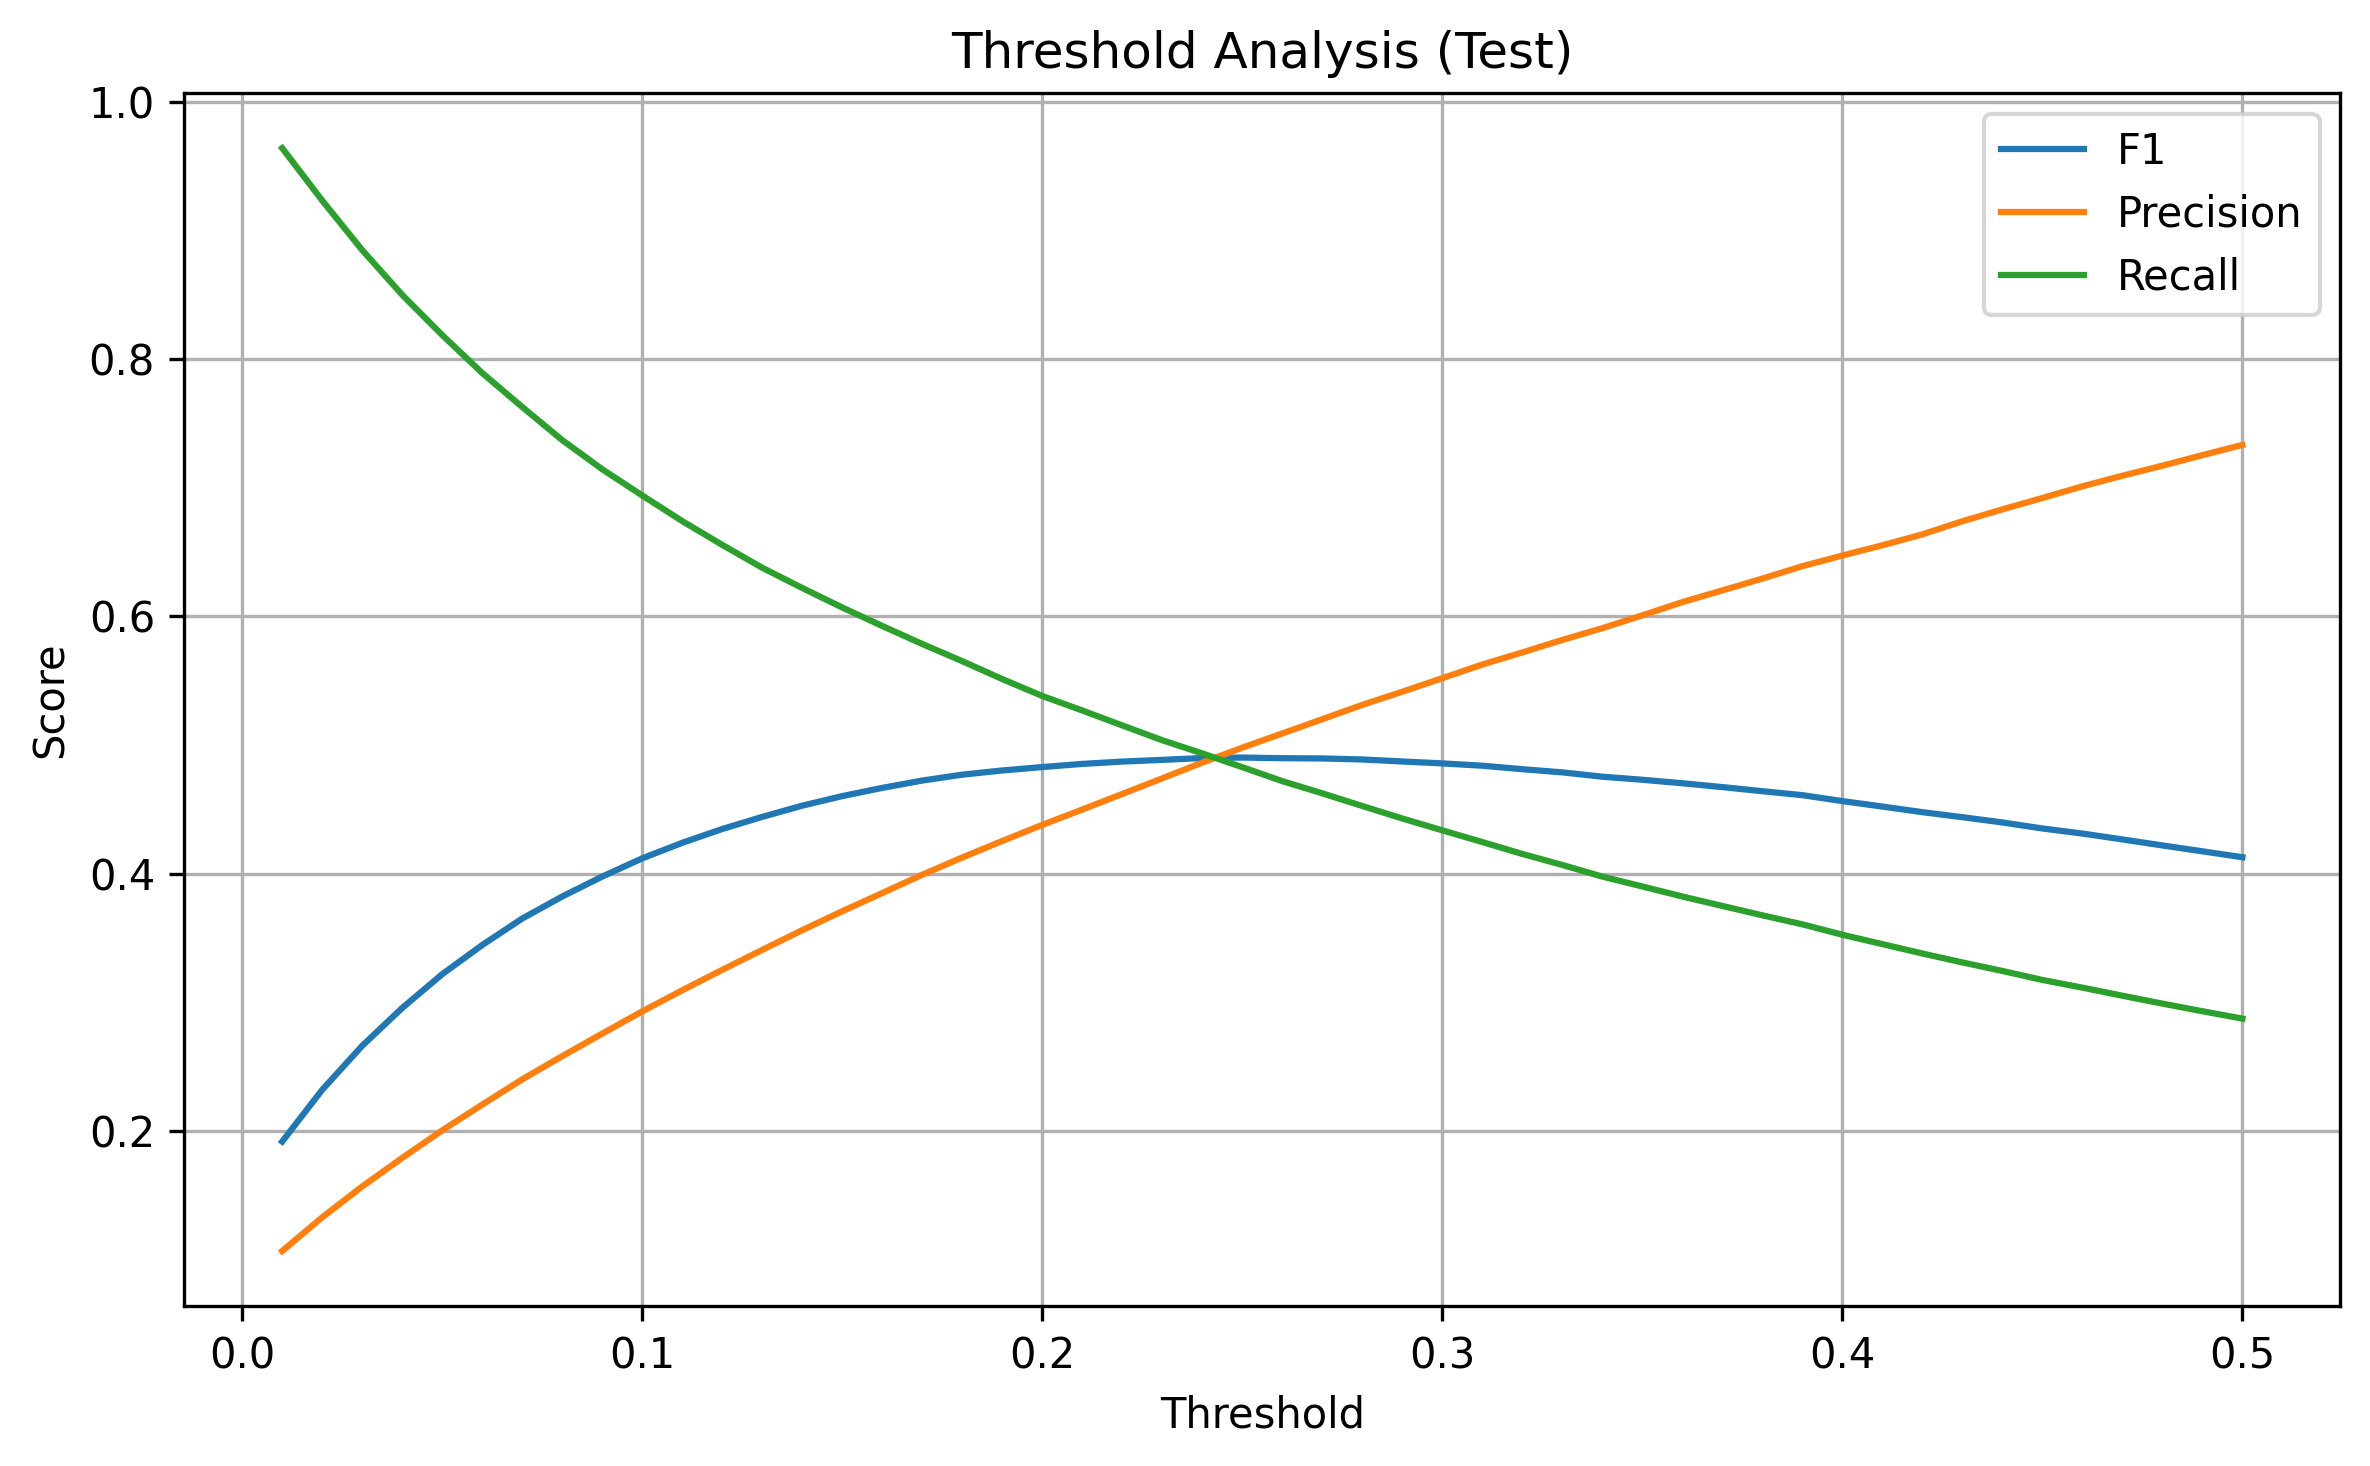 Threshold Analysis (Test)
1.0
0.8
0.6
0.4
0.2
Score
F1
Precision
Recall
0.0 0.1 0.2 0.3 0.4 0.5
Threshold